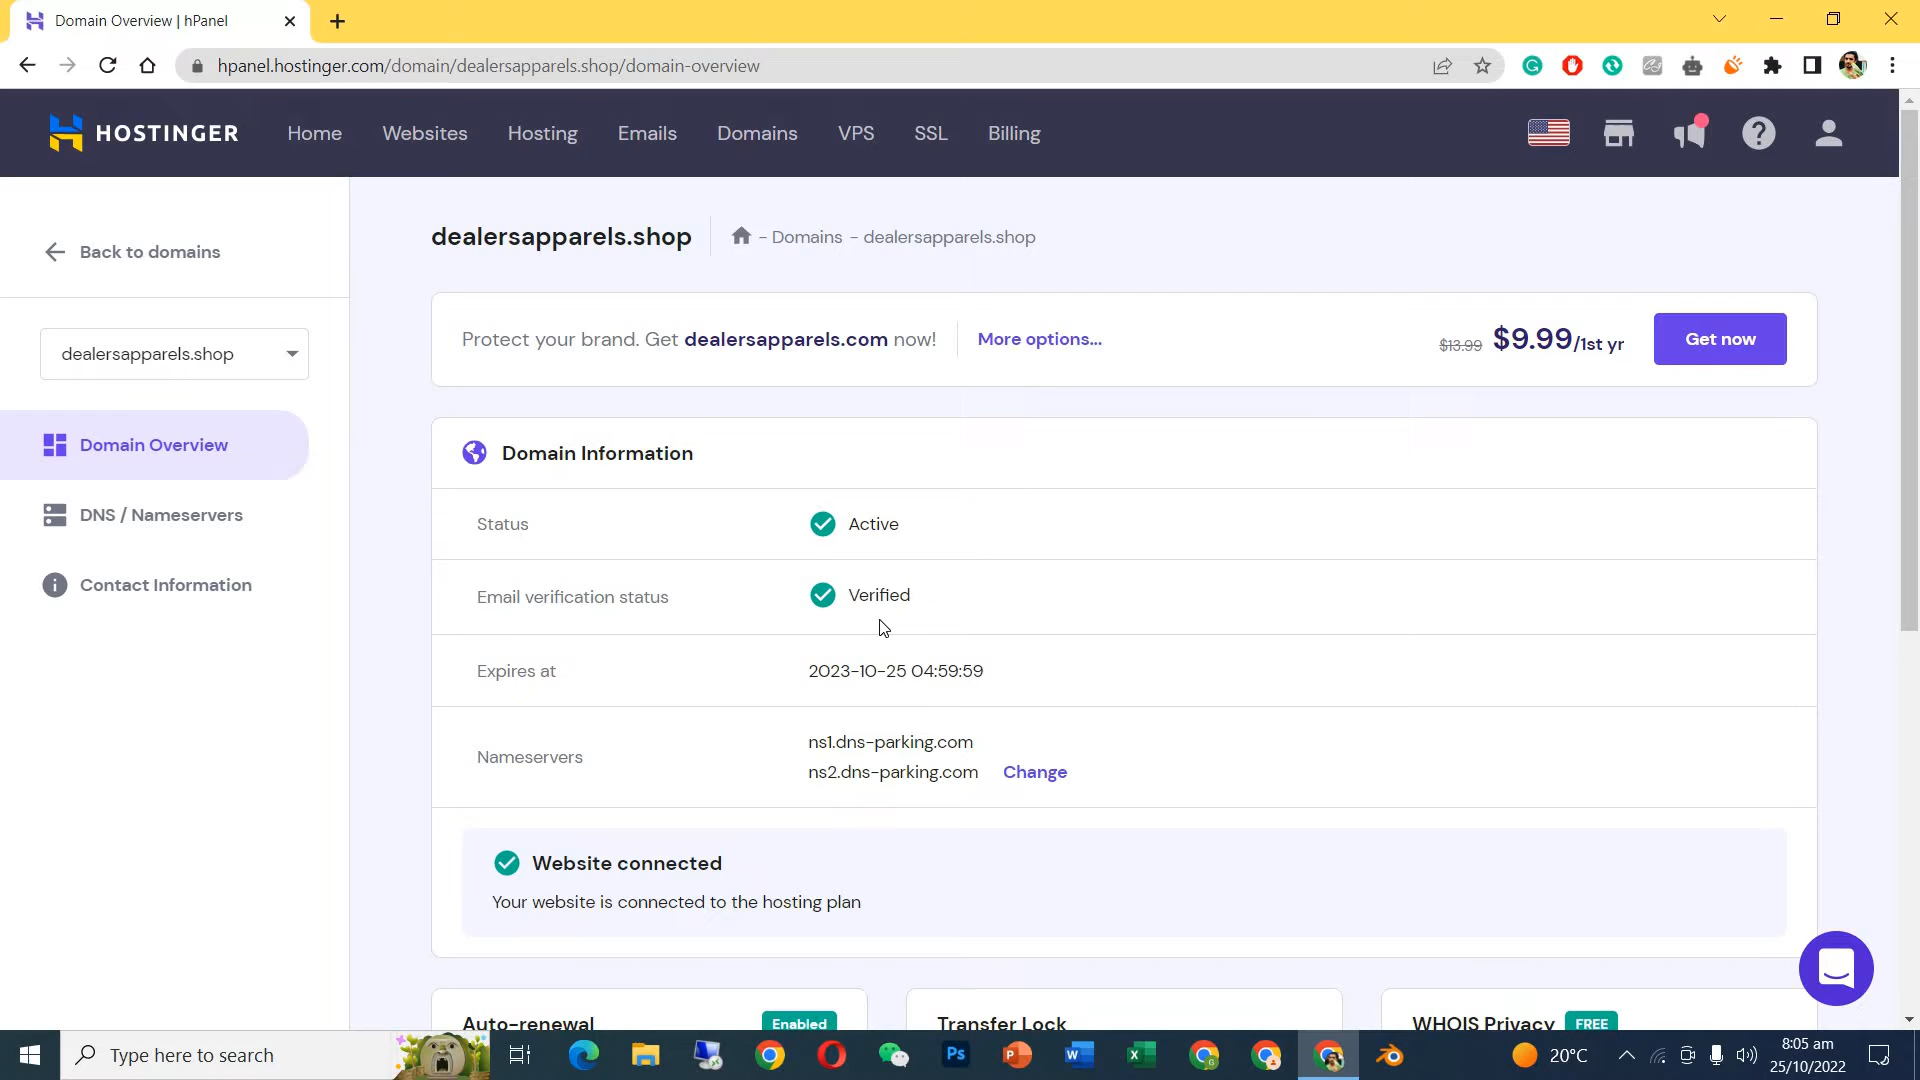 Domain Overview | hPanel
hpanel.hostinger.com/domain/dealersapparels.shop/domain-overview
HOSTINGER
Home
Websites
Hosting
Emails
Domains
VPS
SSL
Billing
Back to domains
dealersapparels.shop
Domain Overview
DNS / Nameservers
Contact Information
dealersapparels.shop
- Domains - dealersapparels.shop
Protect your brand. Get dealersapparels.com now!
More options...
$13.99 $9.99/1st yr
Get now
Domain Information
Status
Active
Email verification status
Verified
Expires at
2023-10-25 04:59:59
Nameservers
ns1.dns-parking.com
ns2.dns-parking.com
Change
Website connected
Your website is connected to the hosting plan
Auto-renewal
Enabled
Transfer Lock
WHOIS Privacy
FREE
Type here to search
Ps
20°C
8:05 am
25/10/2022